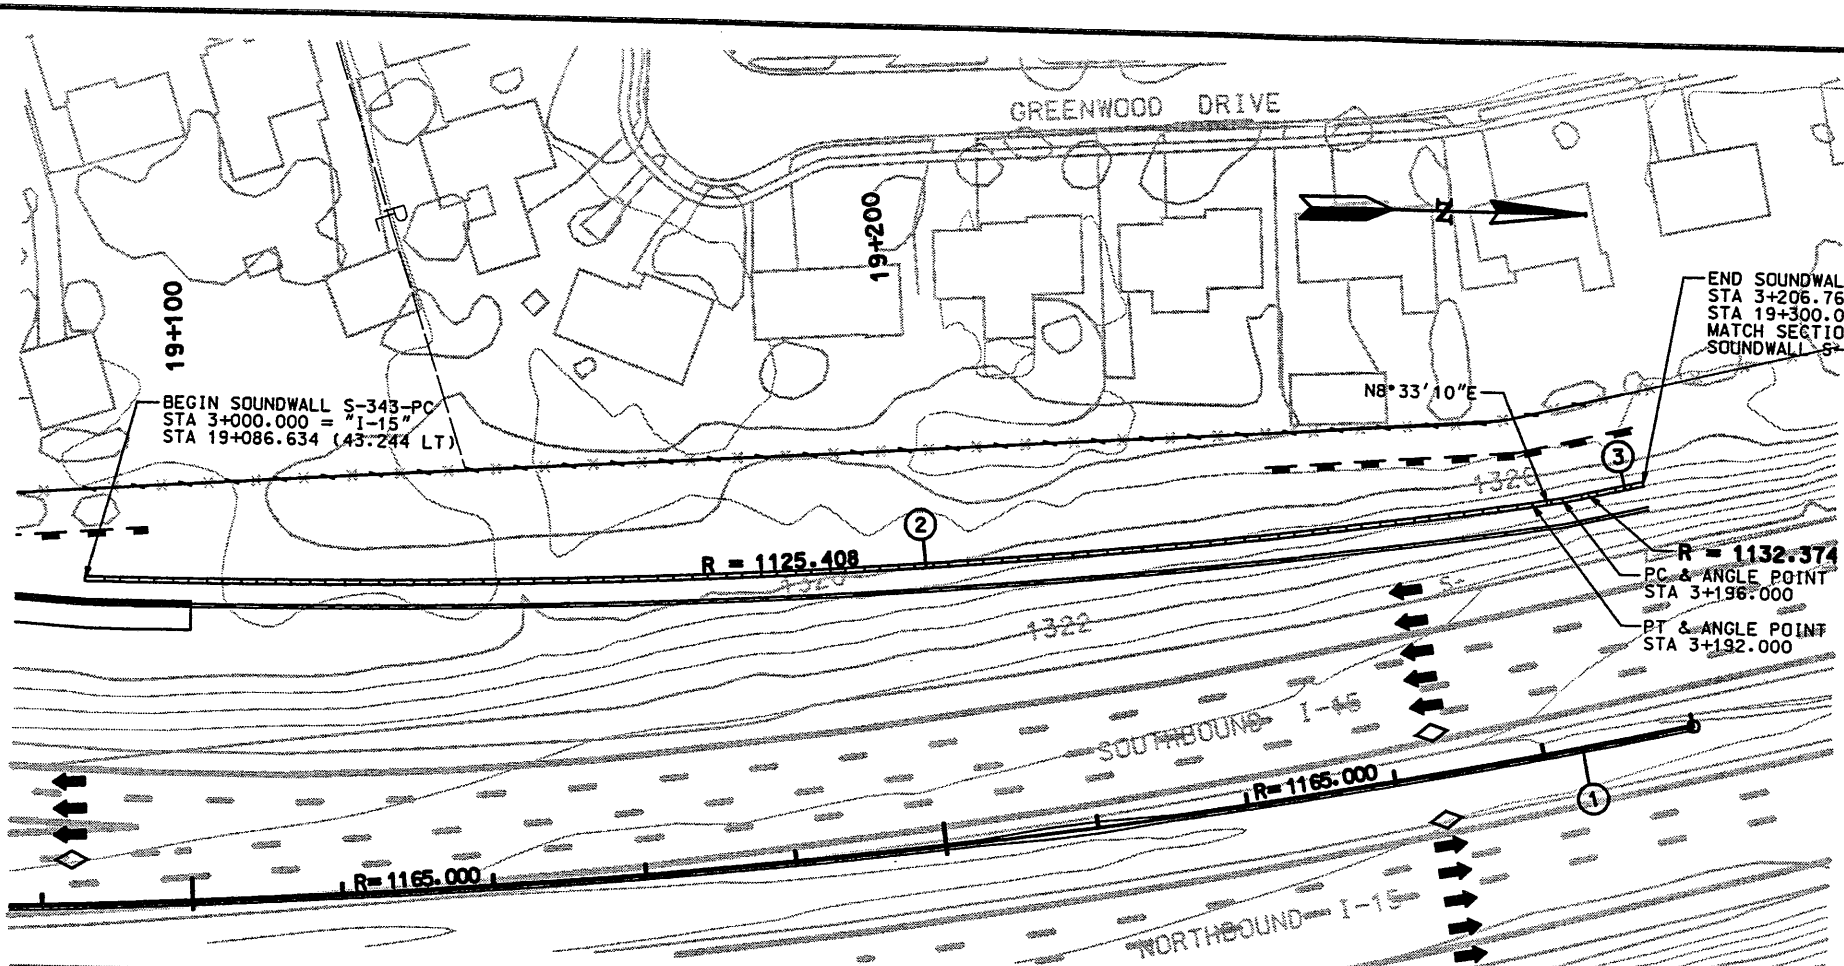 GREENWOOD DRIVE
N
19+200
19+100
END SOUNDWAL
STA 3+206.76
STA 19+300.0
MATCH SECTIO
SOUNDWALL S-
N8°33'10"E
BEGIN SOUNDWALL S-343-PC
STA 3+000.000 = "I-15"
STA 19+086.634 (43.244 LT)
P
3
1320
2
R = 1125.408
1320
R = 1132.374
PC & ANGLE POINT
STA 3+196.000
S-
1322
PT & ANGLE POINT
STA 3+192.000
SOUTHBOUND I-15
R=1165.000
1
R=1165.000
NORTHBOUND I-15